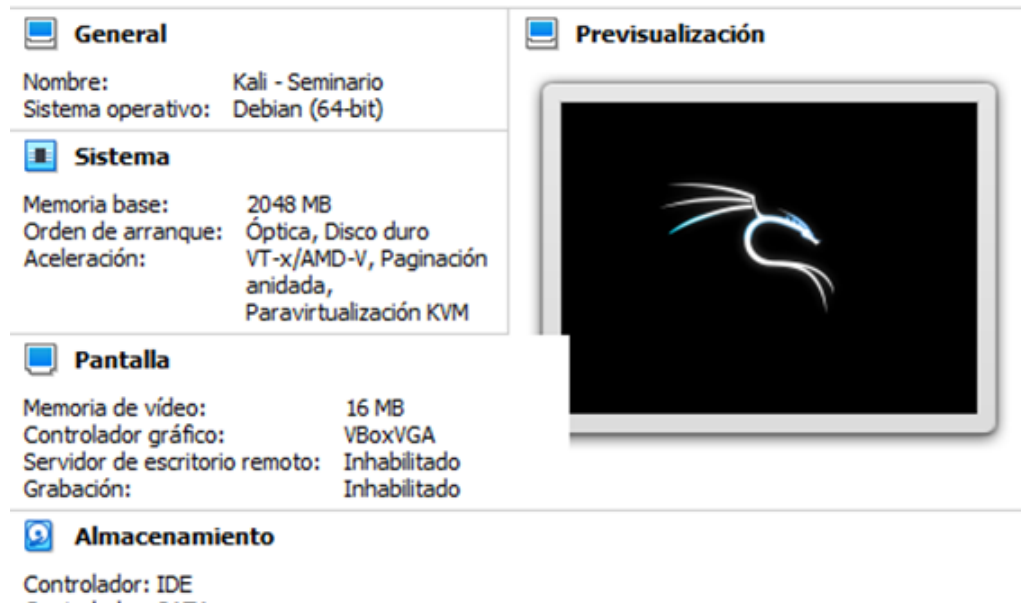 General
Nombre: Kali - Seminario
Sistema operativo: Debian (64-bit)
Sistema
Memoria base: 2048 MB
Orden de arranque: Óptica, Disco duro
Aceleración: VT-x/AMD-V, Paginación
anidada,
Paravirtualización KVM
Pantalla
Memoria de vídeo: 16 MB
Controlador gráfico: VBoxVGA
Servidor de escritorio remoto: Inhabilitado
Grabación: Inhabilitado
Almacenamiento
Controlador: IDE
Previsualización